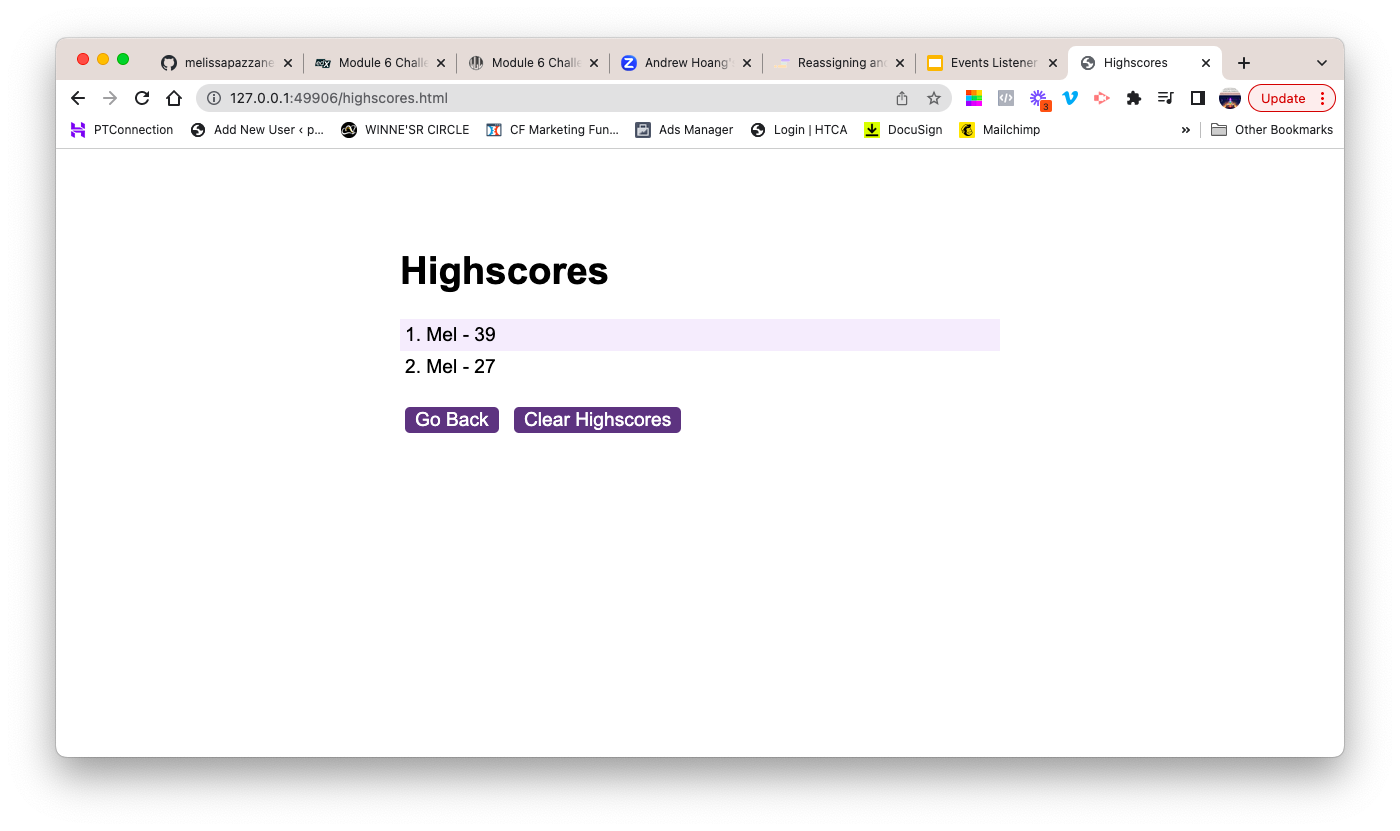 melissapazzane
Module 6 Challe
Module 6 Challe
Andrew Hoang's
Reassigning and
Events Listener
Highscores
127.0.0.1:49906/highscores.html
3
Update
PTConnection
Add New User ‹ p...
WINNE'SR CIRCLE
CF Marketing Fun...
Ads Manager
Login | HTCA
DocuSign
Mailchimp
»
Other Bookmarks
Highscores
1. Mel - 39
2. Mel - 27
Go Back
Clear Highscores